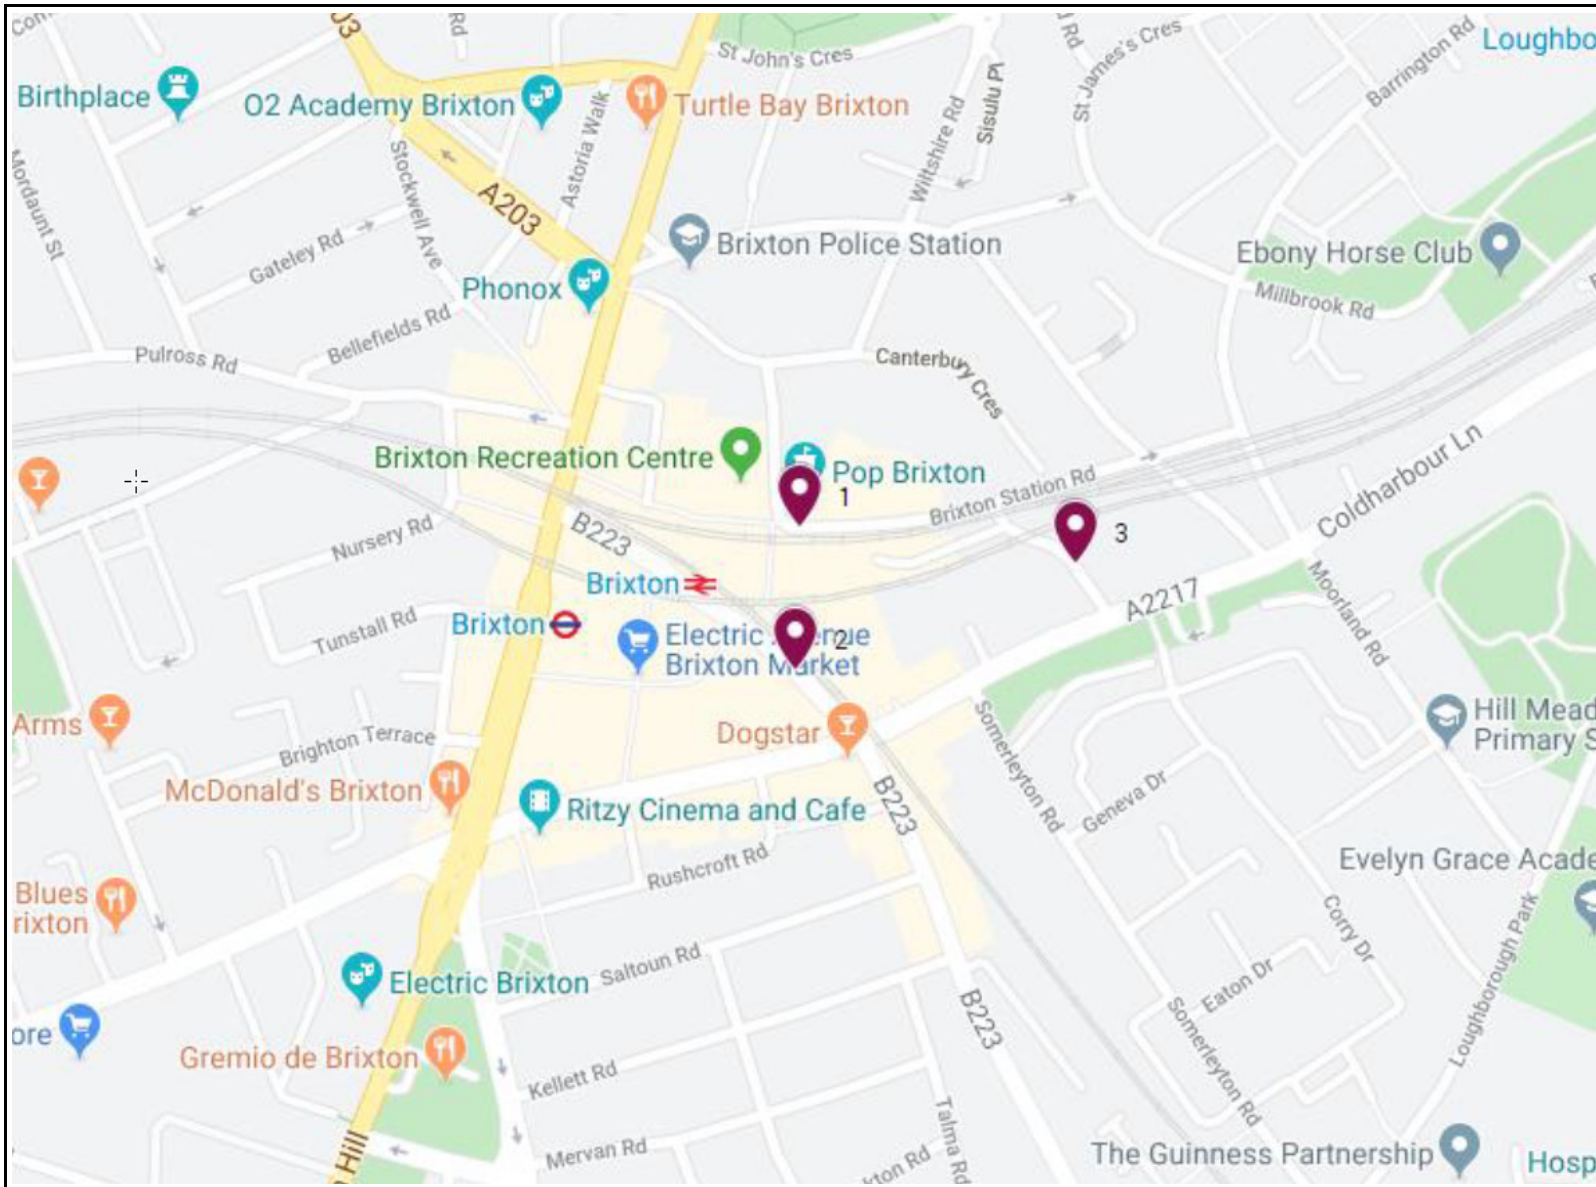 Rd
St John's Cres
d Rd
St James's Cres
Barrington Rd
Birthplace
O2 Academy Brixton
Astoria Walk
Turtle Bay Brixton
Wiltshire Rd
Sisulu Pl
Mordaunt St
Stockwell Ave
A203
Gateley Rd
Brixton Police Station
Ebony Horse Club
Phonox
Millbrook Rd
Bellefields Rd
Pulross Rd
Canterbury Cres
Brixton Recreation Centre
Pop Brixton
1
Brixton Station Rd
Coldharbour Ln
Nursery Rd
B223
3
Brixton
Brixton
Tunstall Rd
Electric
Brixton Market
2
A2217
Moorland Rd
Arms
Brighton Terrace
Dogstar
Somerleyton Rd
Hill Mead
Primary S
McDonald's Brixton
Ritzy Cinema and Cafe
B223
Geneva Dr
Rushcroft Rd
Evelyn Grace Acade
Blues
rixton
Corry Dr
Loughborough Park
Electric Brixton
Saltoun Rd
Eaton Dr
B223
ore
Gremio de Brixton
Kellett Rd
Somerleyton Rd
Hill
Mervan Rd
Talma Rd
kton Rd
The Guinness Partnership
Hosp